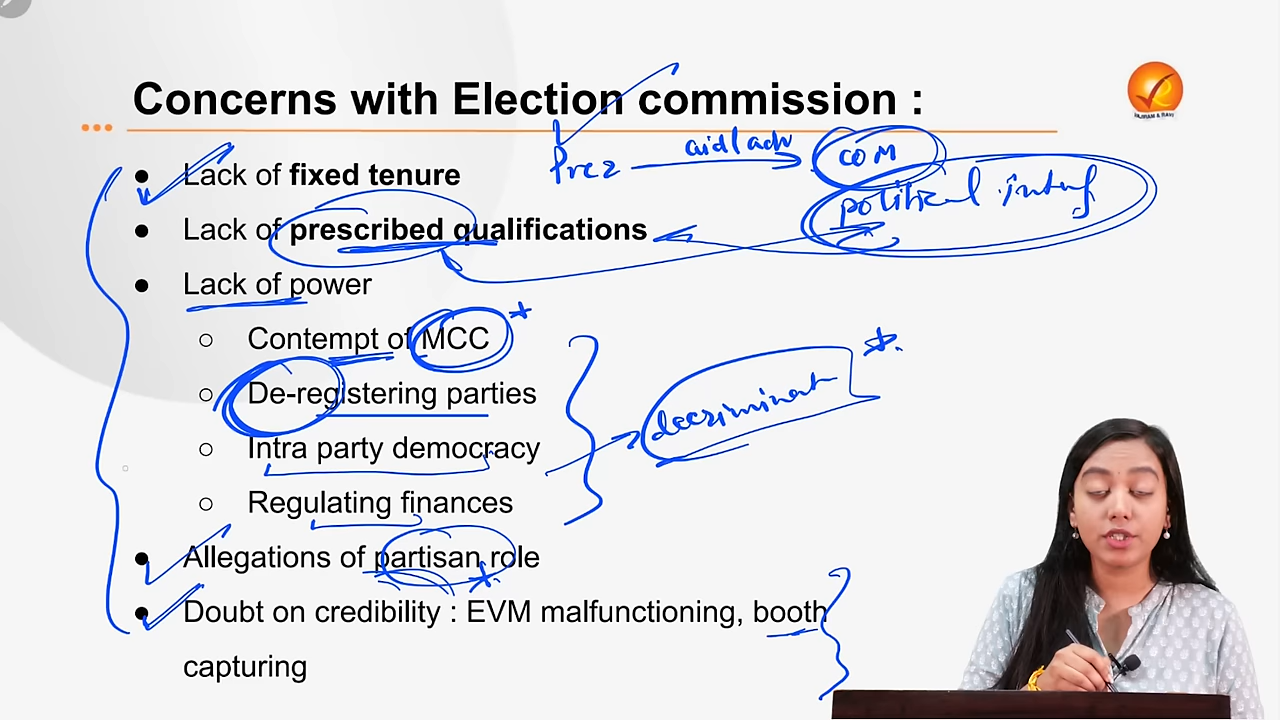 Concerns with Election commission :
VAJIRAM & RAVI
Prez aid/adv COM
political interf
● Lack of fixed tenure
● Lack of prescribed qualifications
● Lack of power
○ Contempt of MCC
○ De-registering parties
○ Intra party democracy
○ Regulating finances
● Allegations of partisan role
● Doubt on credibility : EVM malfunctioning, booth
capturing